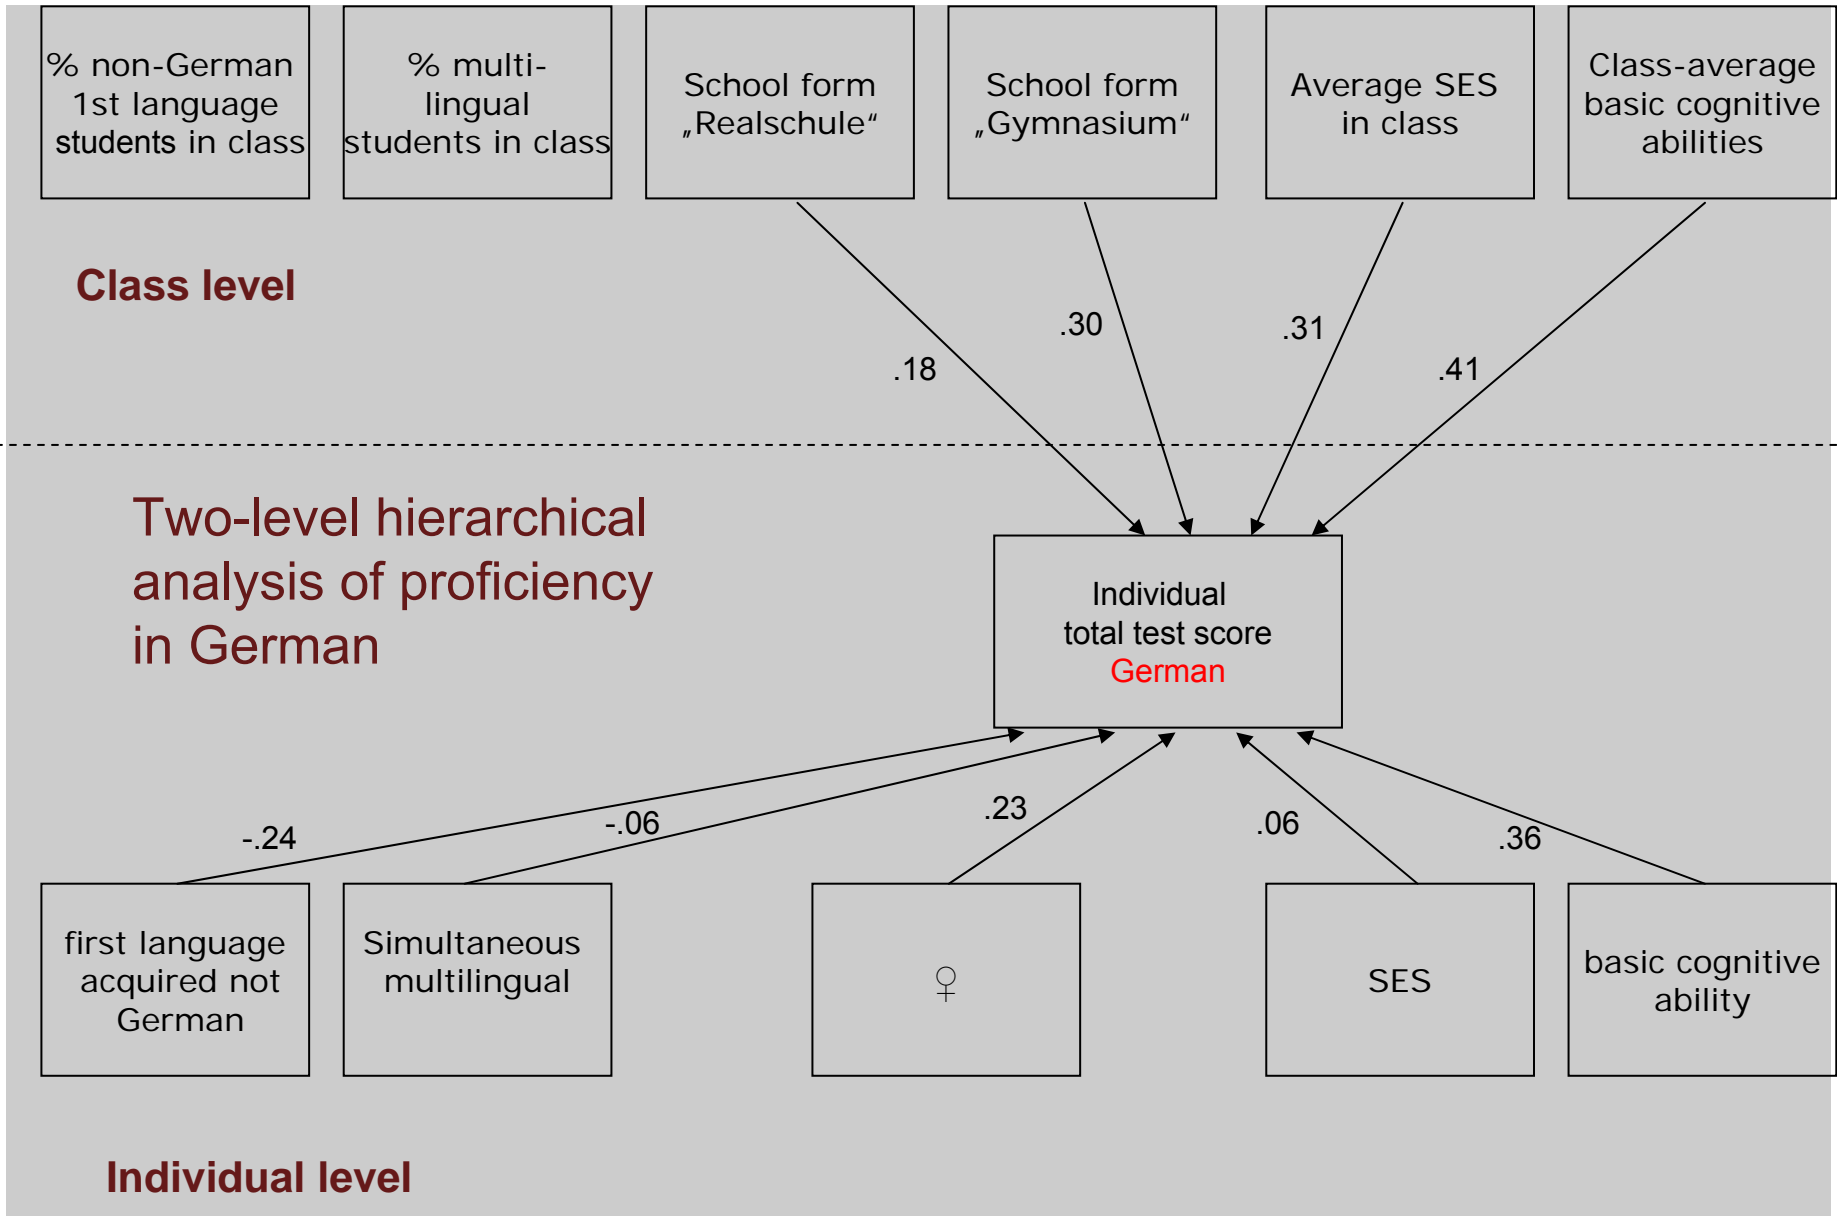 % non-German
1st language
students in class
% multi-
lingual
students in class
School form
„Realschule“
School form
„Gymnasium“
Average SES
in class
Class-average
basic cognitive
abilities
Class level
.18
.30
.31
.41
Two-level hierarchical
analysis of proficiency
in German
Individual
total test score
German
-.24
-.06
.23
.06
.36
first language
acquired not
German
Simultaneous
multilingual
♀
SES
basic cognitive
ability
Individual level